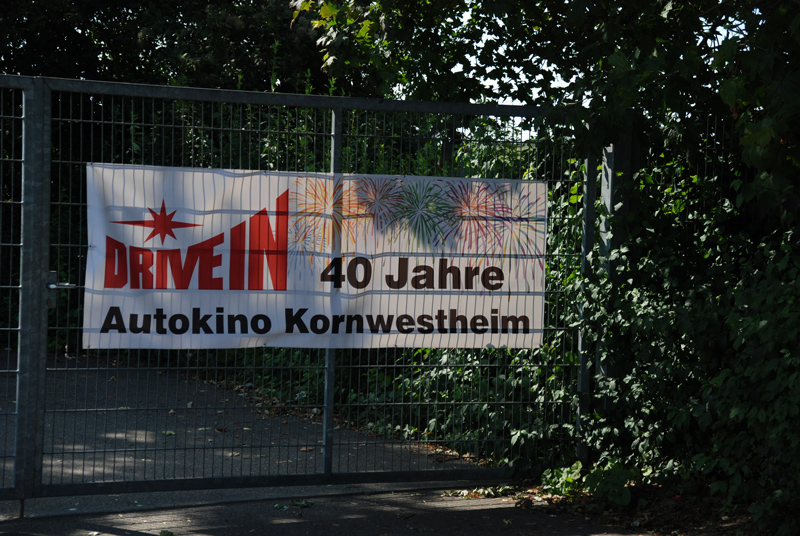 DRIVE IN
40 Jahre
Autokino Kornwestheim